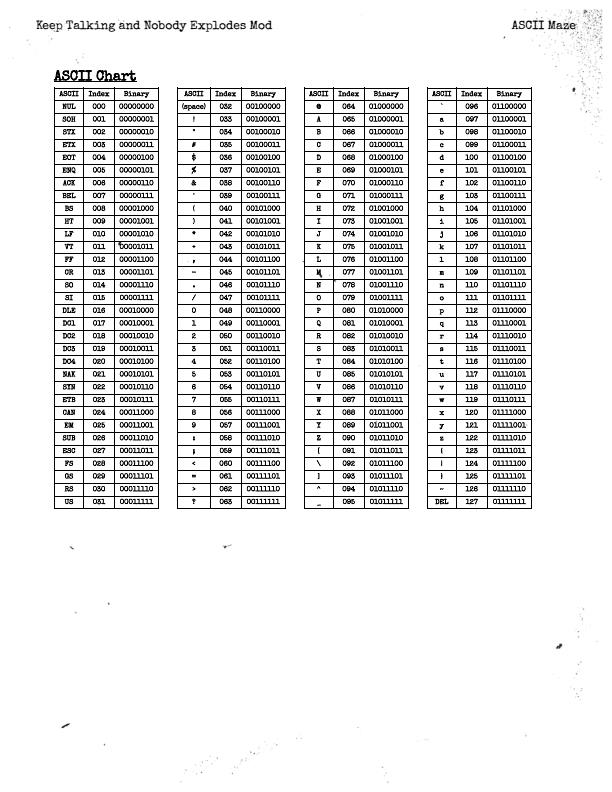 Keep Talking and Nobody Explodes Mod ASCII Maze
ASCII Chart
ASCII Index Binary ASCII Index Binary ASCII Index Binary ASCII Index Binary
NUL 000 00000000 (space) 032 00100000 @ 064 01000000 ` 096 01100000
SOH 001 00000001 ! 033 00100001 A 065 01000001 a 097 01100001
STX 002 00000010 " 034 00100010 B 066 01000010 b 098 01100010
ETX 003 00000011 # 035 00100011 C 067 01000011 c 099 01100011
EOT 004 00000100 $ 036 00100100 D 068 01000100 d 100 01100100
ENQ 005 00000101 % 037 00100101 E 069 01000101 e 101 01100101
ACK 006 00000110 & 038 00100110 F 070 01000110 f 102 01100110
BEL 007 00000111 ' 039 00100111 G 071 01000111 g 103 01100111
BS 008 00001000 ( 040 00101000 H 072 01001000 h 104 01101000
HT 009 00001001 ) 041 00101001 I 073 01001001 i 105 01101001
LF 010 00001010 * 042 00101010 J 074 01001010 j 106 01101010
VT 011 00001011 + 043 00101011 K 075 01001011 k 107 01101011
FF 012 00001100 , 044 00101100 L 076 01001100 l 108 01101100
CR 013 00001101 - 045 00101101 M 077 01001101 m 109 01101101
SO 014 00001110 . 046 00101110 N 078 01001110 n 110 01101110
SI 015 00001111 / 047 00101111 O 079 01001111 o 111 01101111
DLE 016 00010000 0 048 00110000 P 080 01010000 p 112 01110000
DC1 017 00010001 1 049 00110001 Q 081 01010001 q 113 01110001
DC2 018 00010010 2 050 00110010 R 082 01010010 r 114 01110010
DC3 019 00010011 3 051 00110011 S 083 01010011 s 115 01110011
DC4 020 00010100 4 052 00110100 T 084 01010100 t 116 01110100
NAK 021 00010101 5 053 00110101 U 085 01010101 u 117 01110101
SYN 022 00010110 6 054 00110110 V 086 01010110 v 118 01110110
ETB 023 00010111 7 055 00110111 W 087 01010111 w 119 01110111
CAN 024 00011000 8 056 00111000 X 088 01011000 x 120 01111000
EM 025 00011001 9 057 00111001 Y 089 01011001 y 121 01111001
SUB 026 00011010 : 058 00111010 Z 090 01011010 z 122 01111010
ESC 027 00011011 ; 059 00111011 [ 091 01011011 { 123 01111011
FS 028 00011100 < 060 00111100 \ 092 01011100 | 124 01111100
GS 029 00011101 = 061 00111101 ] 093 01011101 } 125 01111101
RS 030 00011110 > 062 00111110 ^ 094 01011110 ~ 126 01111110
US 031 00011111 ? 063 00111111 _ 095 01011111 DEL 127 01111111